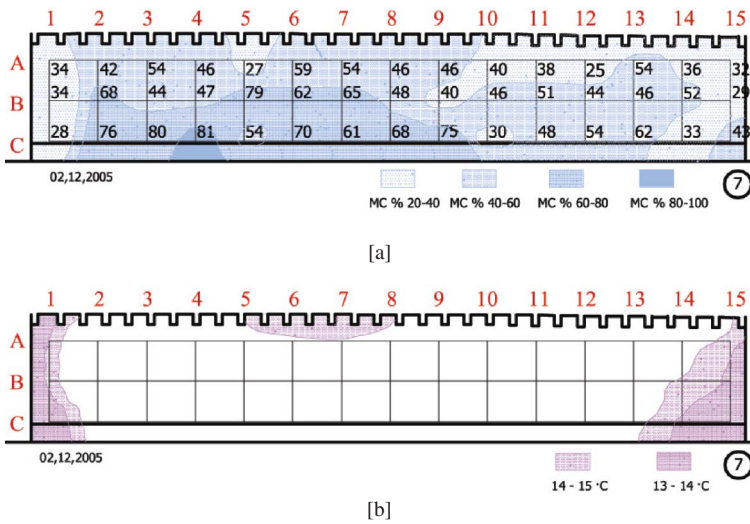 1 2 3 4 5 6 7 8 9 10 11 12 13 14 15
A 34 42 54 46 27 59 54 46 46 40 38 25 54 36 32
B 34 68 44 47 79 62 65 48 40 46 51 44 46 52 29
C 28 76 80 81 54 70 61 68 75 30 48 54 62 33 43
02,12,2005
MC % 20-40 MC % 40-60 MC % 60-80 MC % 80-100 7
[a]
1 2 3 4 5 6 7 8 9 10 11 12 13 14 15
A
B
C
02,12,2005
14 - 15 °C 13 - 14 °C 7
[b]